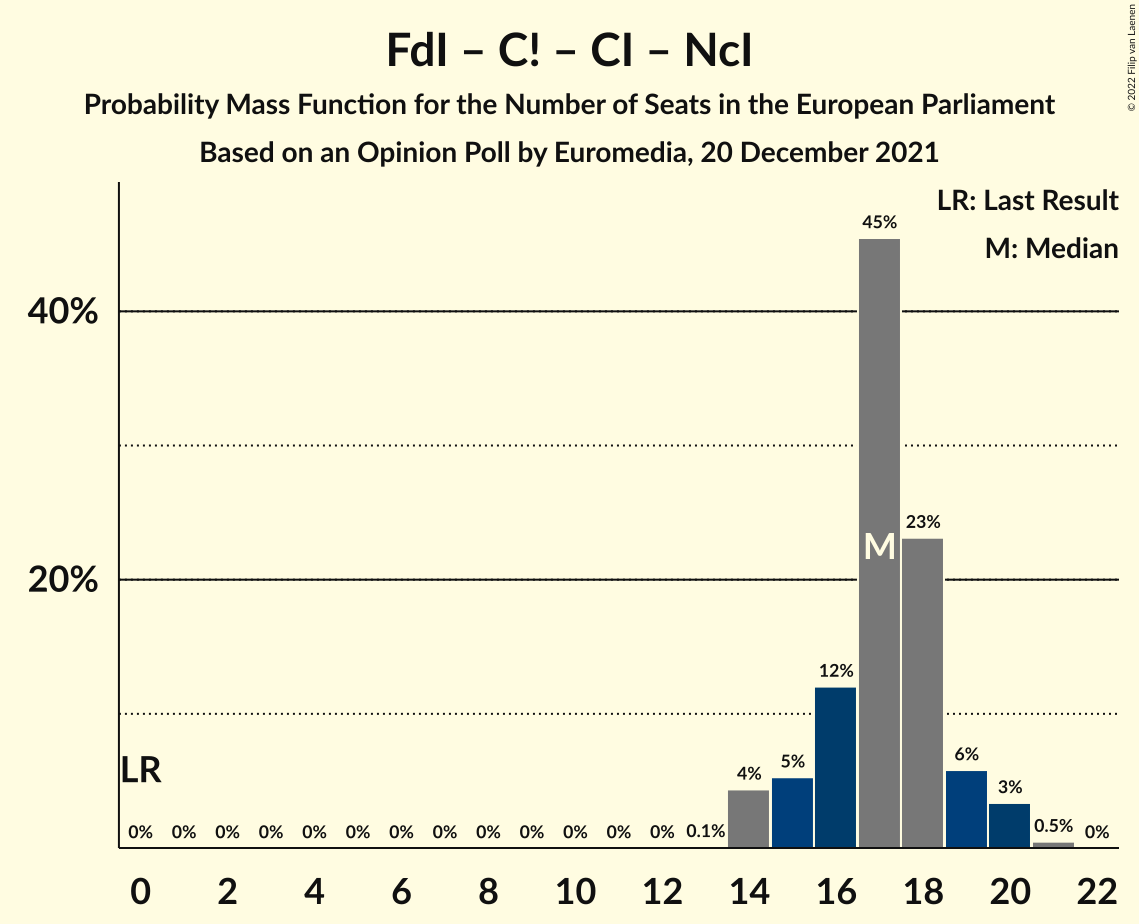 FdI – C! – CI – NcI
Probability Mass Function for the Number of Seats in the European Parliament
Based on an Opinion Poll by Euromedia, 20 December 2021
© 2022 Filip van Laenen
LR: Last Result
M: Median
40%
20%
45%
23%
M
12%
6%
5%
4%
3%
LR
0% 0% 0% 0% 0% 0% 0% 0% 0% 0% 0% 0% 0% 0.1% 0.5% 0%
0 2 4 6 8 10 12 14 16 18 20 22